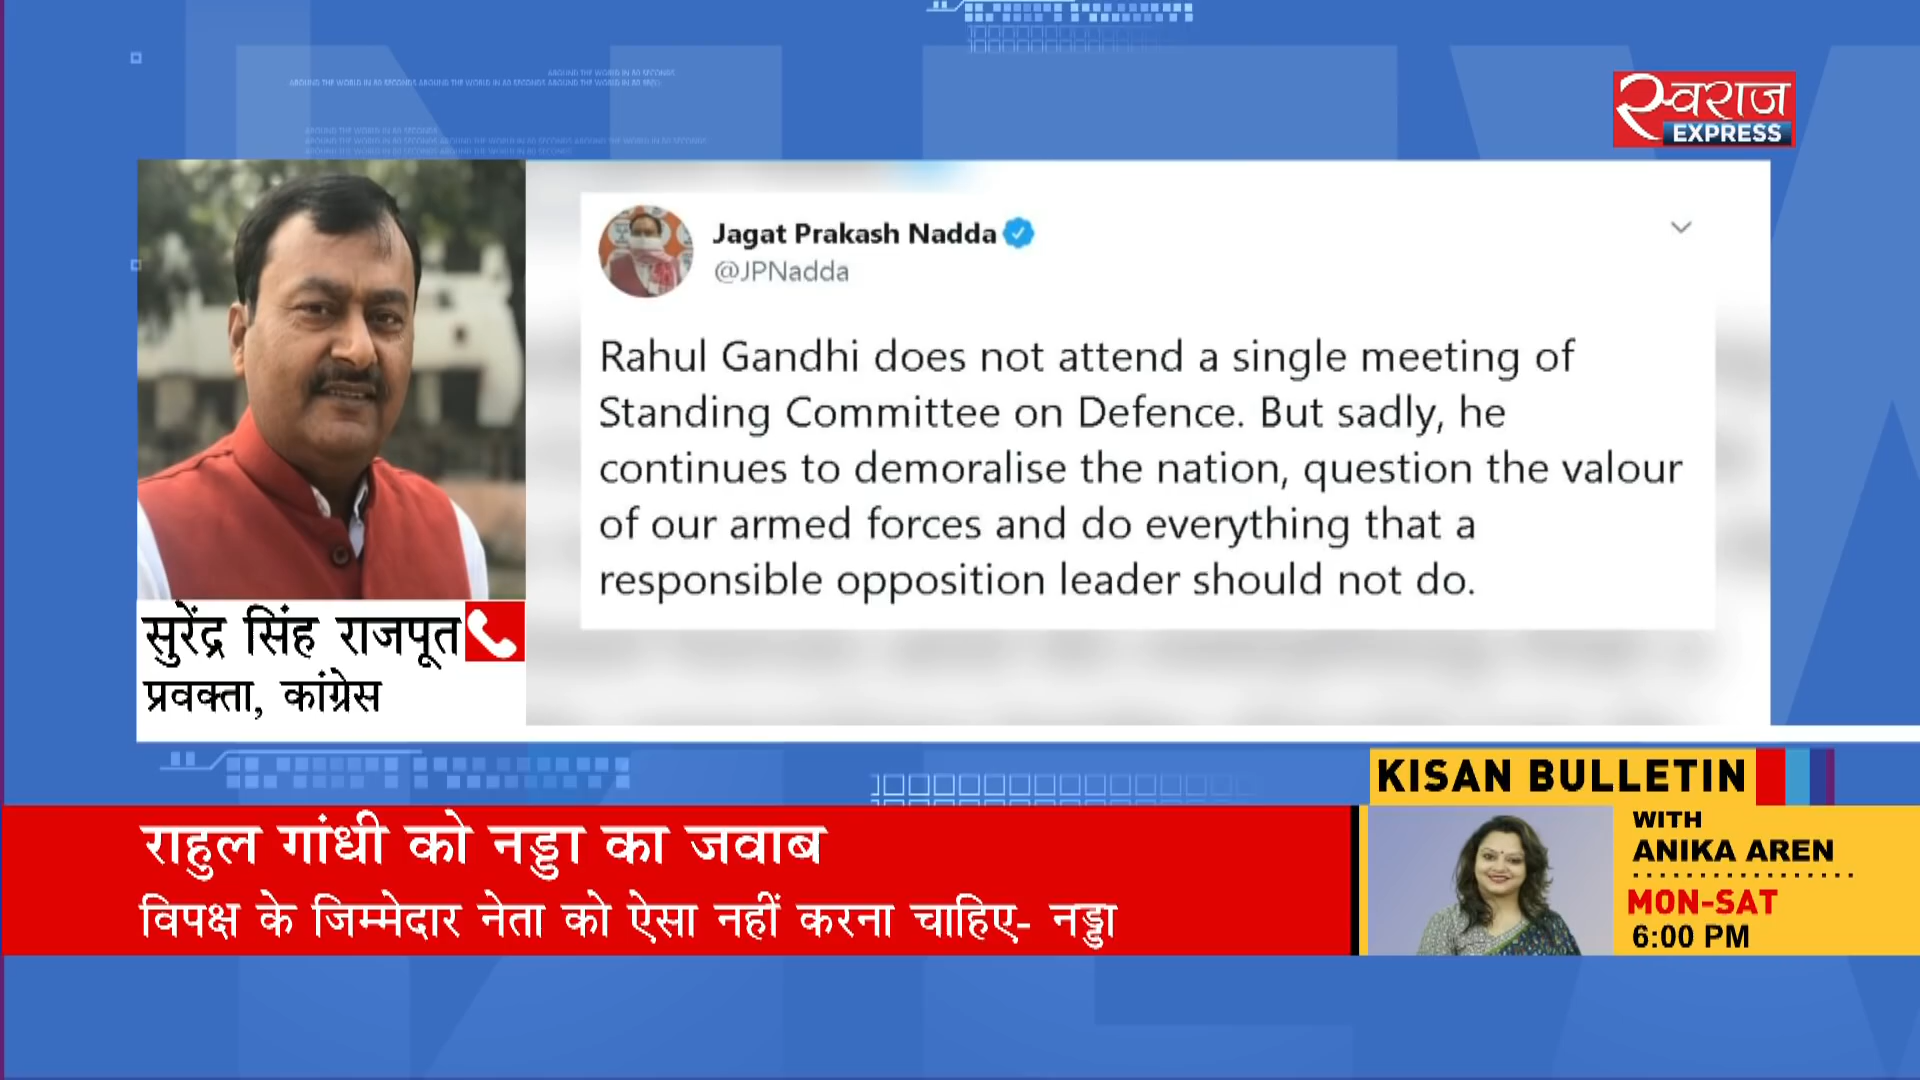 स्वराज
EXPRESS
Jagat Prakash Nadda
@JPNadda
Rahul Gandhi does not attend a single meeting of
Standing Committee on Defence. But sadly, he
continues to demoralise the nation, question the valour
of our armed forces and do everything that a
responsible opposition leader should not do.
सुरेंद्र सिंह राजपूत
प्रवक्ता, कांग्रेस
KISAN BULLETIN
WITH
ANIKA AREN
MON-SAT
6:00 PM
राहुल गांधी को नड्डा का जवाब
विपक्ष के जिम्मेदार नेता को ऐसा नहीं करना चाहिए- नड्डा